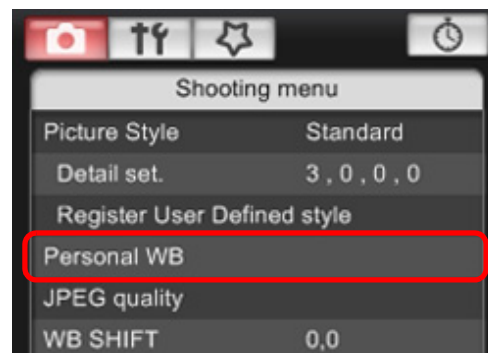 Shooting menu
Picture Style Standard
Detail set. 3 , 0 , 0 , 0
Register User Defined style
Personal WB
JPEG quality
WB SHIFT 0,0